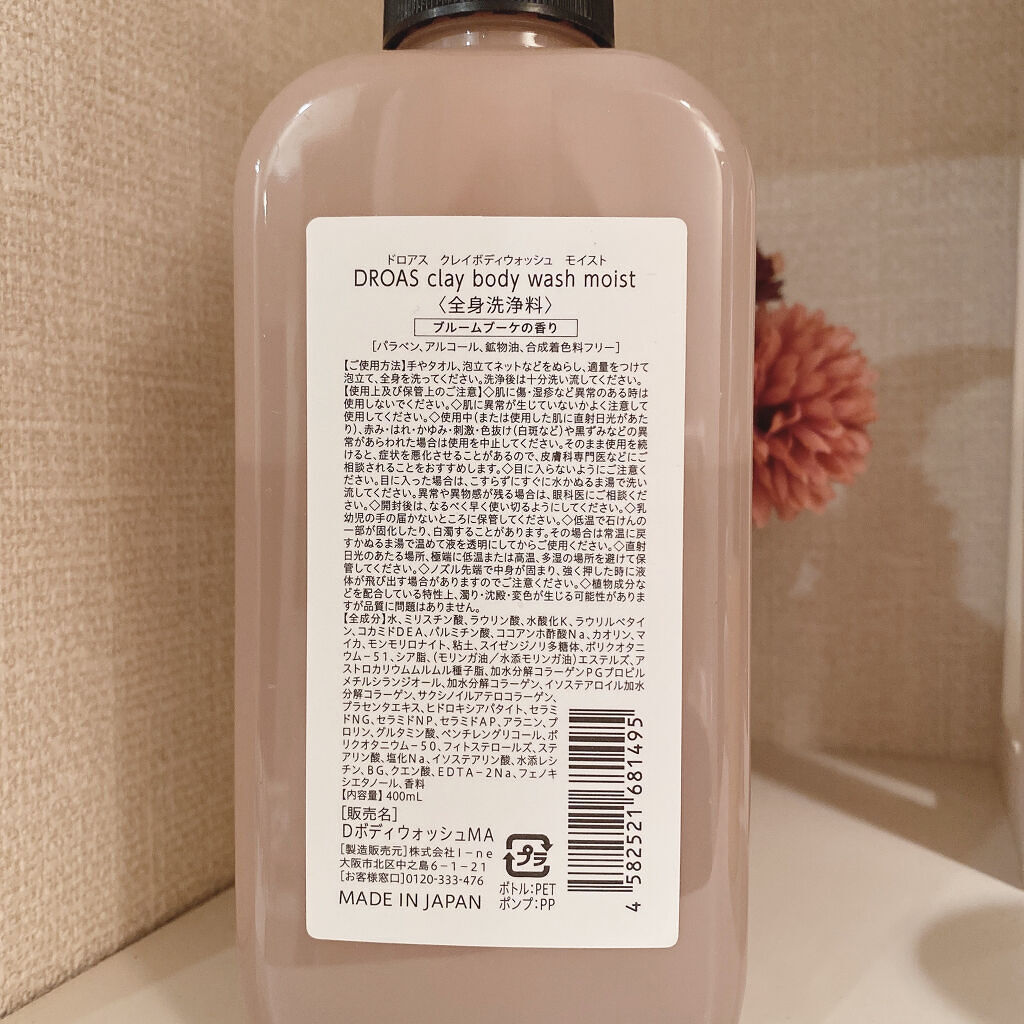 ドロアス クレイボディウォッシュ モイスト
DROAS clay body wash moist
〈全身洗浄料〉
ブルームブーケの香り
[パラベン、アルコール、鉱物油、合成着色料フリー]
【ご使用方法】手やタオル、泡立てネットなどをぬらし、適量をつけて
泡立て、全身を洗ってください。洗浄後は十分洗い流してください。
【使用上及び保管上のご注意】◇肌に傷・湿疹など異常のある時は
使用しないでください。◇肌に異常が生じていないかよく注意して
使用してください。◇使用中(または使用した肌に直射日光があた
り)、赤み・はれ・かゆみ・刺激・色抜け(白斑など)や黒ずみなどの異
常があらわれた場合は使用を中止してください。そのまま使用を続
けると、症状を悪化させることがあるので、皮膚科専門医などにご
相談されることをおすすめします。◇目に入らないようにご注意く
ださい。目に入った場合は、こすらずにすぐに水かぬるま湯で洗い
流してください。異常や異物感が残る場合は、眼科医にご相談くだ
さい。◇開封後は、なるべく早く使い切るようにしてください。◇乳
幼児の手の届かないところに保管してください。◇低温で石けんの
一部が固化したり、白濁することがあります。その場合は常温に戻
すかぬるま湯で温めて液を透明にしてからご使用ください。◇直射
日光のあたる場所、極端に低温または高温、多湿の場所を避けて保
管してください。◇ノズル先端で中身が固まり、強く押した時に液
体が飛び出す場合がありますのでご注意ください。◇植物成分な
どを配合している特性上、濁り・沈殿・変色が生じる可能性がありま
すが品質に問題はありません。
【全成分】水、ミリスチン酸、ラウリン酸、水酸化K、ラウリルベタイ
ン、コカミドDEA、パルミチン酸、ココアンホ酢酸Na、カオリン、マ
イカ、モンモリロナイト、粘土、スイゼンジノリ多糖体、ポリクオタニ
ウム-51、シア脂、(モリンガ油/水添モリンガ油)エステルズ、ア
ストロカリウムムルムル種子脂、加水分解コラーゲンPGプロピル
メチルシランジオール、加水分解コラーゲン、イソステアロイル加水
分解コラーゲン、サクシノイルアテロコラーゲン、
プラセンタエキス、ヒドロキシアパタイト、セラミ
ドNG、セラミドNP、セラミドAP、アラニン、プ
ロリン、グルタミン酸、ペンチレングリコール、ポ
リクオタニウム-50、フィトステロールズ、ステ
アリン酸、塩化Na、イソステアリン酸、水添レシ
チン、BG、クエン酸、EDTA-2Na、フェノキ
シエタノール、香料
【内容量】400mL
[販売名]
DボディウォッシュMA
[製造販売元]株式会社I-ne
大阪市北区中之島6-1-21
[お客様窓口]0120-333-476
MADE IN JAPAN
プラ
ボトル:PET
ポンプ:PP
4 582521 681495